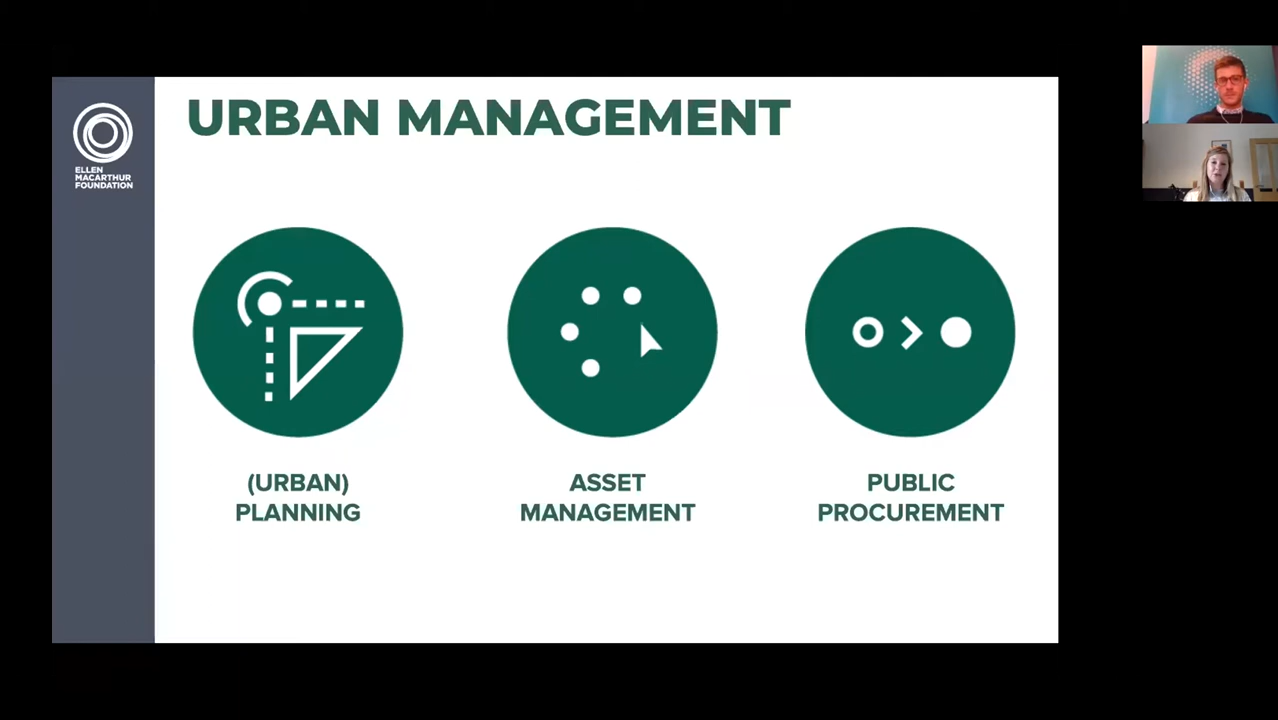 ELLEN
MACARTHUR
FOUNDATION
URBAN MANAGEMENT
(URBAN)
PLANNING
ASSET
MANAGEMENT
PUBLIC
PROCUREMENT